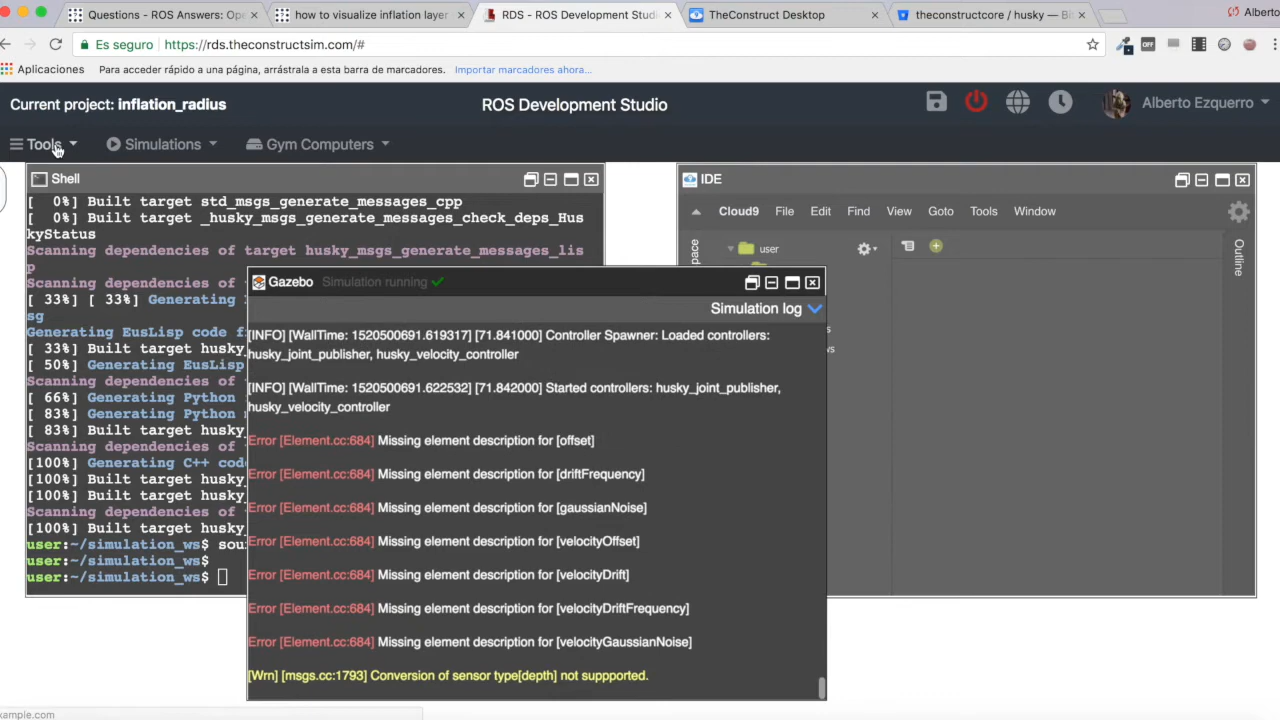 Questions - ROS Answers: Ope
how to visualize inflation layer
RDS - ROS Development Studio
TheConstruct Desktop
theconstructcore / husky — Bi
Alberto
Es seguro
https://rds.theconstructsim.com/#
OFF
Aplicaciones
Para acceder rápido a una página, arrástrala a esta barra de marcadores.
Importar marcadores ahora...
Current project: inflation_radius
ROS Development Studio
Alberto Ezquerro
Tools
Simulations
Gym Computers
Shell
[  0%] Built target std_msgs_generate_messages_cpp
[  0%] Built target _husky_msgs_generate_messages_check_deps_Hus
kyStatus
Scanning dependencies of target husky_msgs_generate_messages_lis
p
Scanning dependencies of
[ 33%] [ 33%] Generating
sg
Generating EusLisp code f
[ 33%] Built target husky
[ 50%] Generating EusLisp
Scanning dependencies of
[ 66%] Generating Python
[ 83%] Generating Python
[ 83%] Built target husky
Scanning dependencies of
[100%] Generating C++ cod
[100%] Built target husky
[100%] Built target husky
Scanning dependencies of
[100%] Built target husky
user:~/simulation_ws$ sou
user:~/simulation_ws$
user:~/simulation_ws$
Gazebo
Simulation running
Simulation log
[INFO] [WallTime: 1520500691.619317] [71.841000] Controller Spawner: Loaded controllers:
husky_joint_publisher, husky_velocity_controller
[INFO] [WallTime: 1520500691.622532] [71.842000] Started controllers: husky_joint_publisher,
husky_velocity_controller
Error [Element.cc:684] Missing element description for [offset]
Error [Element.cc:684] Missing element description for [driftFrequency]
Error [Element.cc:684] Missing element description for [gaussianNoise]
Error [Element.cc:684] Missing element description for [velocityOffset]
Error [Element.cc:684] Missing element description for [velocityDrift]
Error [Element.cc:684] Missing element description for [velocityDriftFrequency]
Error [Element.cc:684] Missing element description for [velocityGaussianNoise]
[Wrn] [msgs.cc:1793] Conversion of sensor type[depth] not suppported.
IDE
Cloud9
File
Edit
Find
View
Goto
Tools
Window
space
user
s
ws
Outline
xample.com